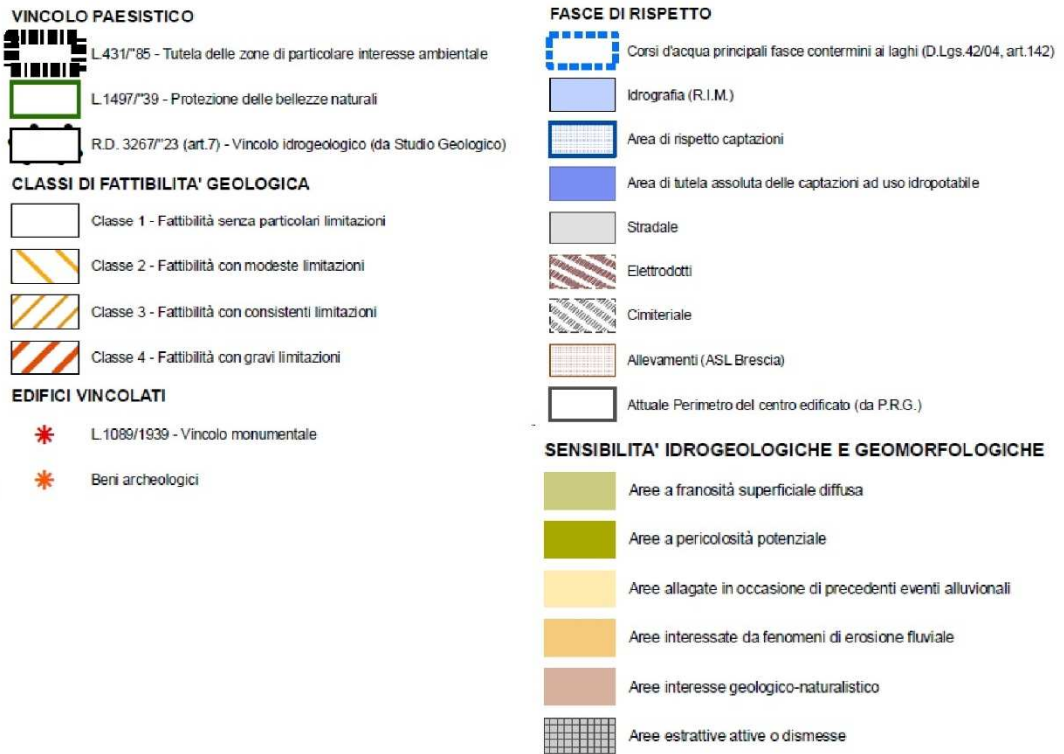 VINCOLO PAESISTICO
L.431/"85 - Tutela delle zone di particolare interesse ambientale
L.1497/"39 - Protezione delle bellezze naturali
R.D. 3267/"23 (art.7) - Vincolo idrogeologico (da Studio Geologico)
CLASSI DI FATTIBILITA' GEOLOGICA
Classe 1 - Fattibilità senza particolari limitazioni
Classe 2 - Fattibilità con modeste limitazioni
Classe 3 - Fattibilità con consistenti limitazioni
Classe 4 - Fattibilità con gravi limitazioni
EDIFICI VINCOLATI
L.1089/1939 - Vincolo monumentale
Beni archeologici
FASCE DI RISPETTO
Corsi d'acqua principali fasce contermini ai laghi (D.Lgs.42/04, art.142)
Idrografia (R.I.M.)
Area di rispetto captazioni
Area di tutela assoluta delle captazioni ad uso idropotabile
Stradale
Elettrodotti
Cimiteriale
Allevamenti (ASL Brescia)
Attuale Perimetro del centro edificato (da P.R.G.)
SENSIBILITA' IDROGEOLOGICHE E GEOMORFOLOGICHE
Aree a franosità superficiale diffusa
Aree a pericolosità potenziale
Aree allagate in occasione di precedenti eventi alluvionali
Aree interessate da fenomeni di erosione fluviale
Aree interesse geologico-naturalistico
Aree estrattive attive o dismesse